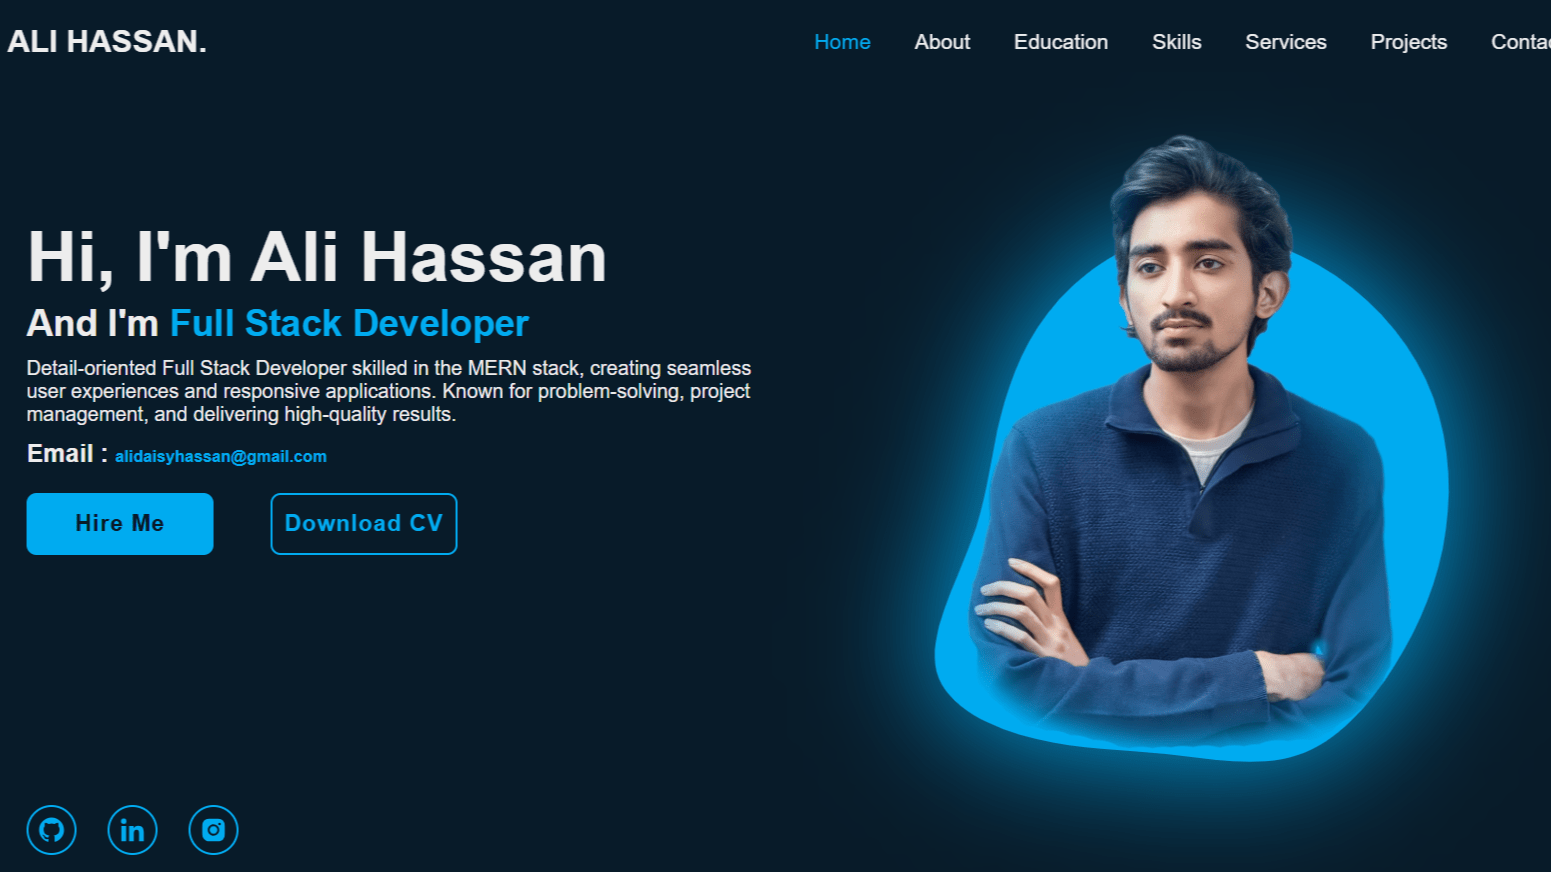 ALI HASSAN.
Home About Education Skills Services Projects Contac
Hi, I'm Ali Hassan
And I'm Full Stack Developer
Detail-oriented Full Stack Developer skilled in the MERN stack, creating seamless
user experiences and responsive applications. Known for problem-solving, project
management, and delivering high-quality results.
Email : alidaisyhassan@gmail.com
Hire Me
Download CV
in